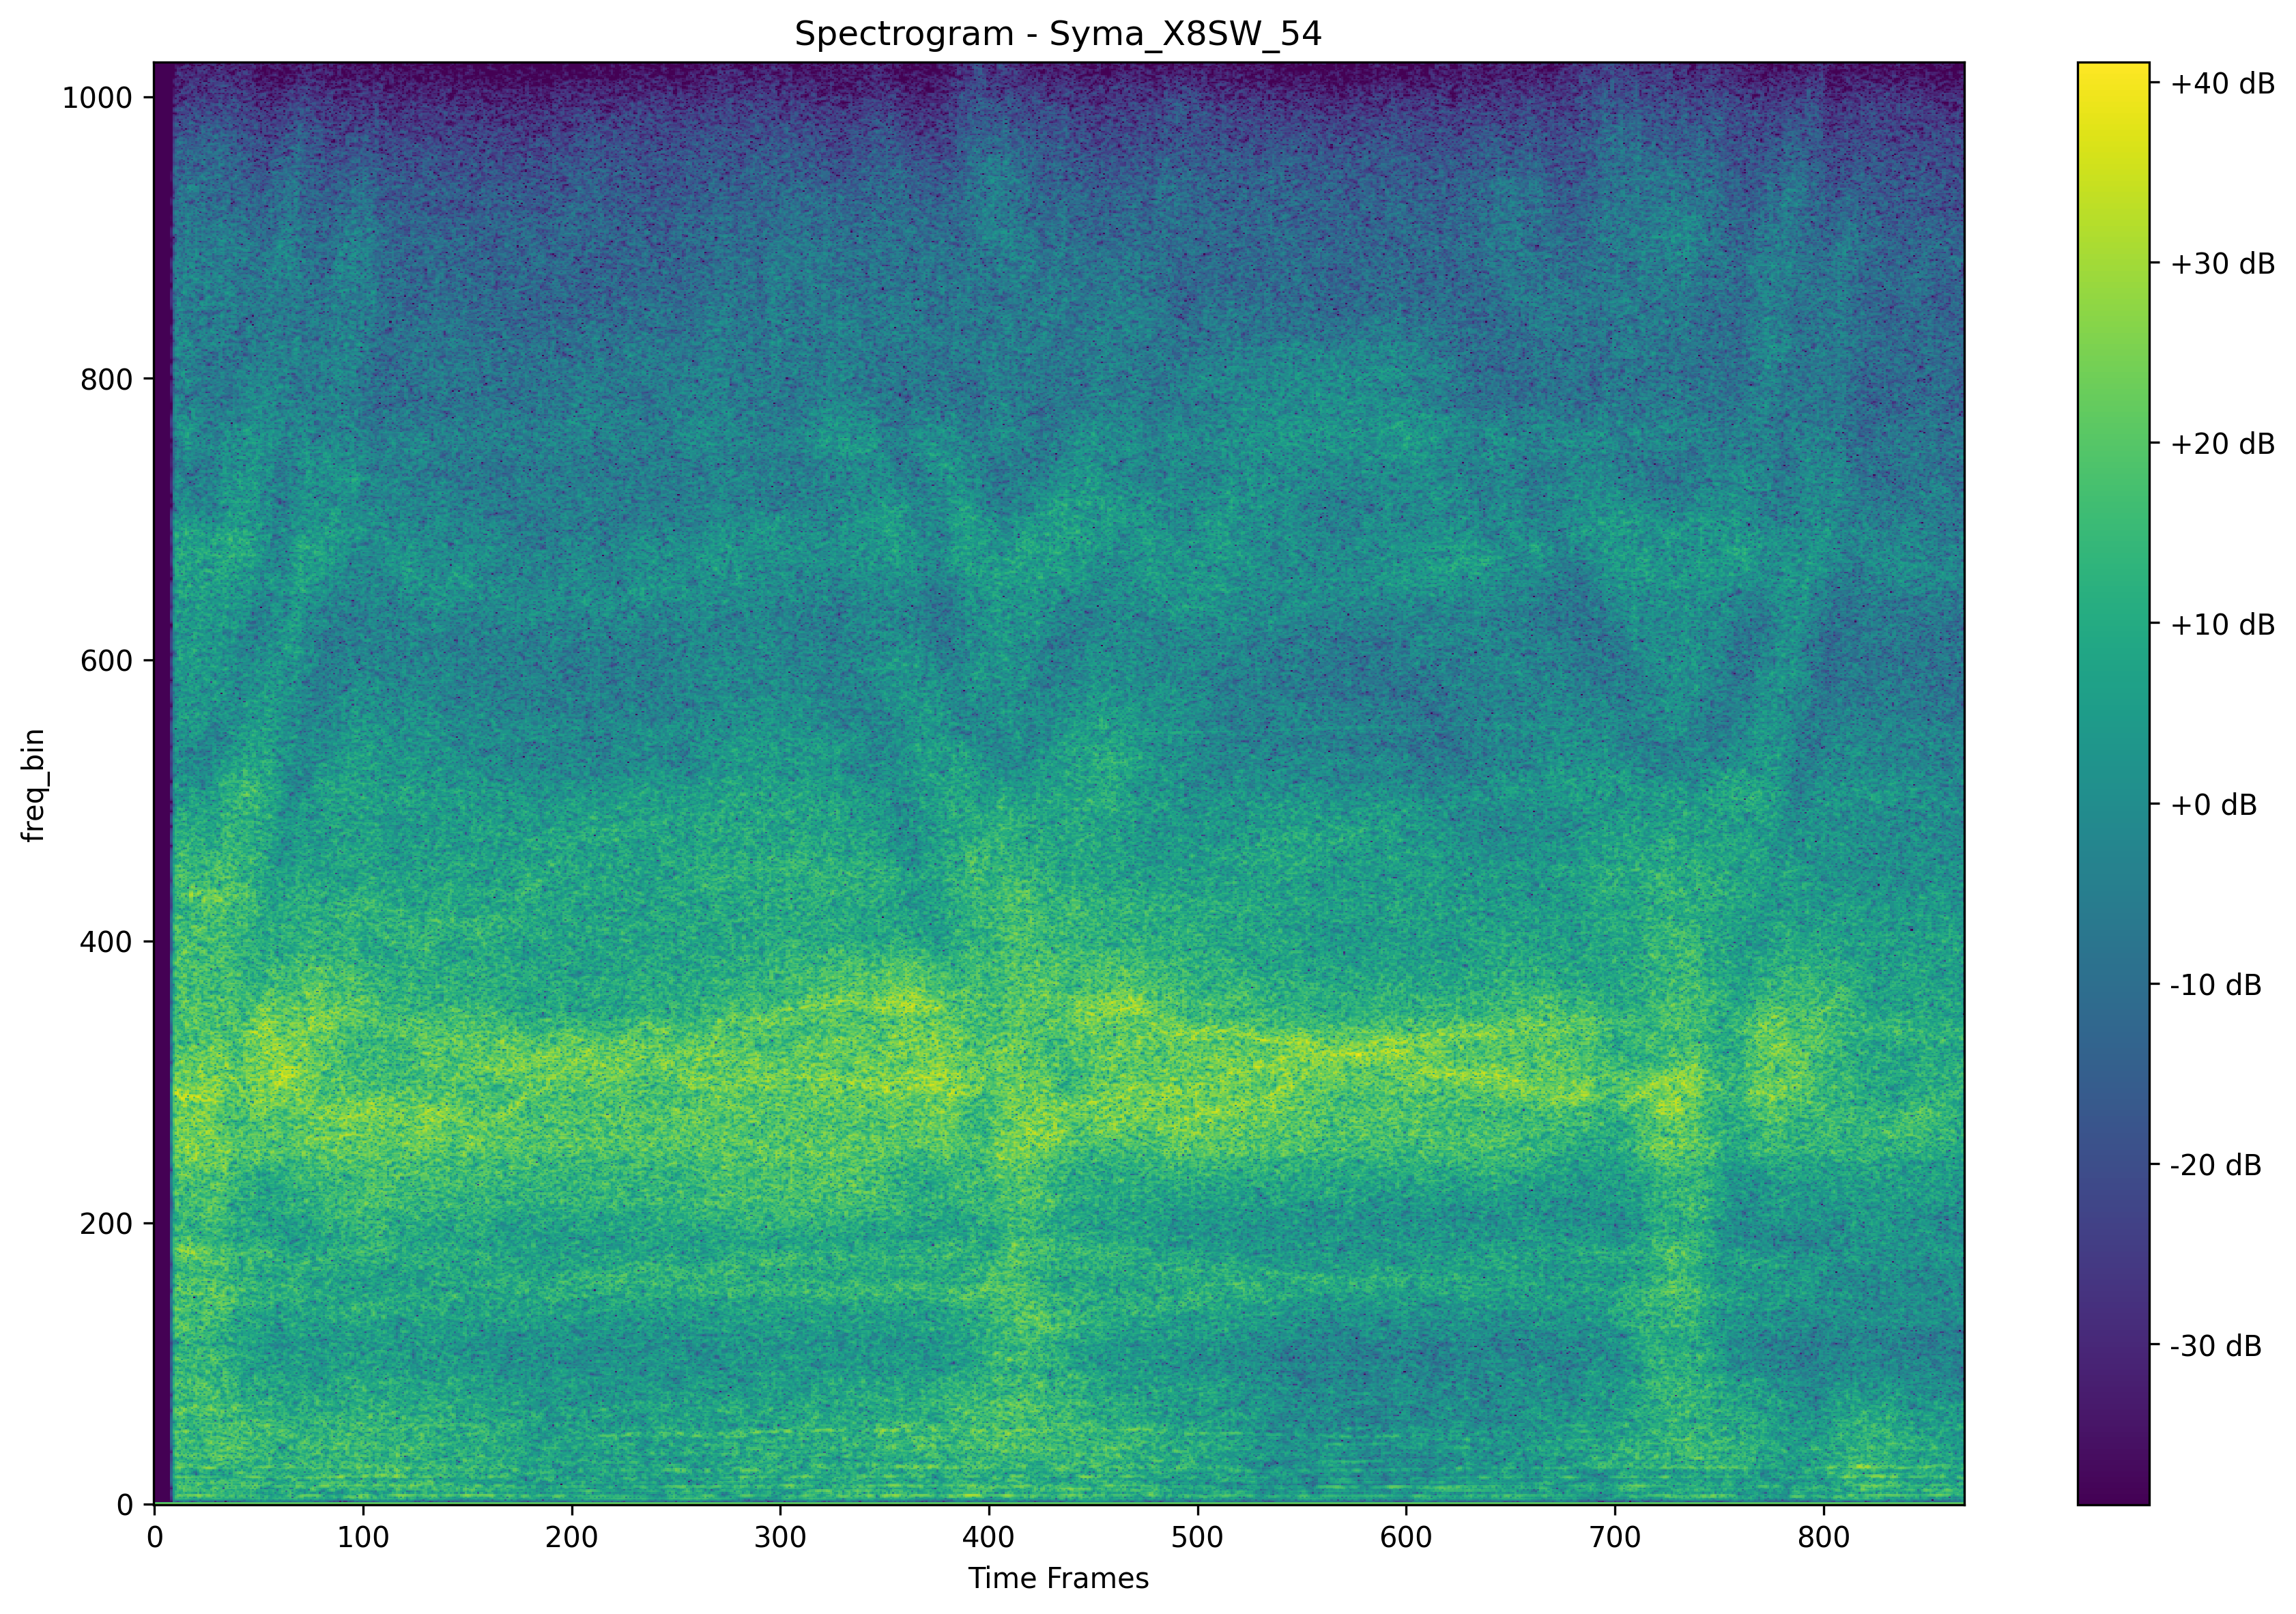 Spectrogram - Syma_X8SW_54
1000
800
600
400
200
0
freq_bin
0 100 200 300 400 500 600 700 800
Time Frames
+40 dB
+30 dB
+20 dB
+10 dB
+0 dB
-10 dB
-20 dB
-30 dB